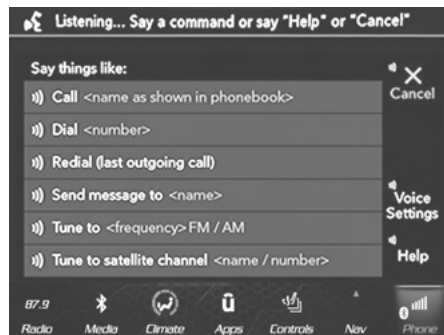 Listening... Say a command or say "Help" or "Cancel"
Say things like:
Call <name as shown in phonebook>
Dial <number>
Redial (last outgoing call)
Send message to <name>
Tune to <frequency> FM / AM
Tune to satellite channel <name / number>
Cancel
Voice
Settings
Help
87.9
Radio Media Climate Apps Controls Nav Phone